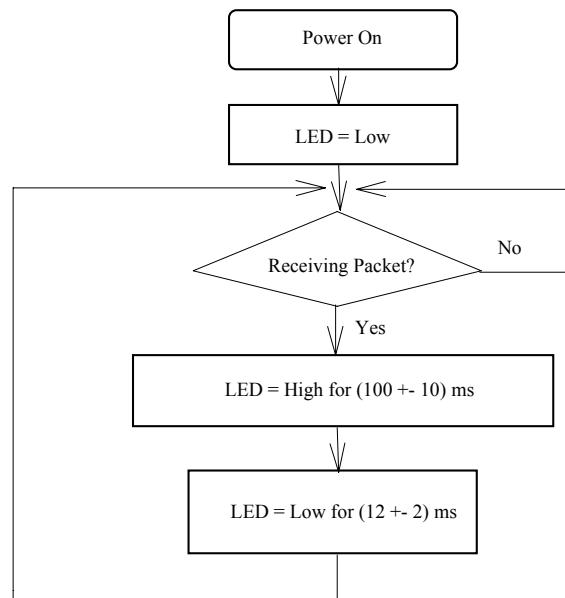 Power On
LED = Low
Receiving Packet?
No
Yes
LED = High for (100 +- 10) ms
LED = Low for (12 +- 2) ms